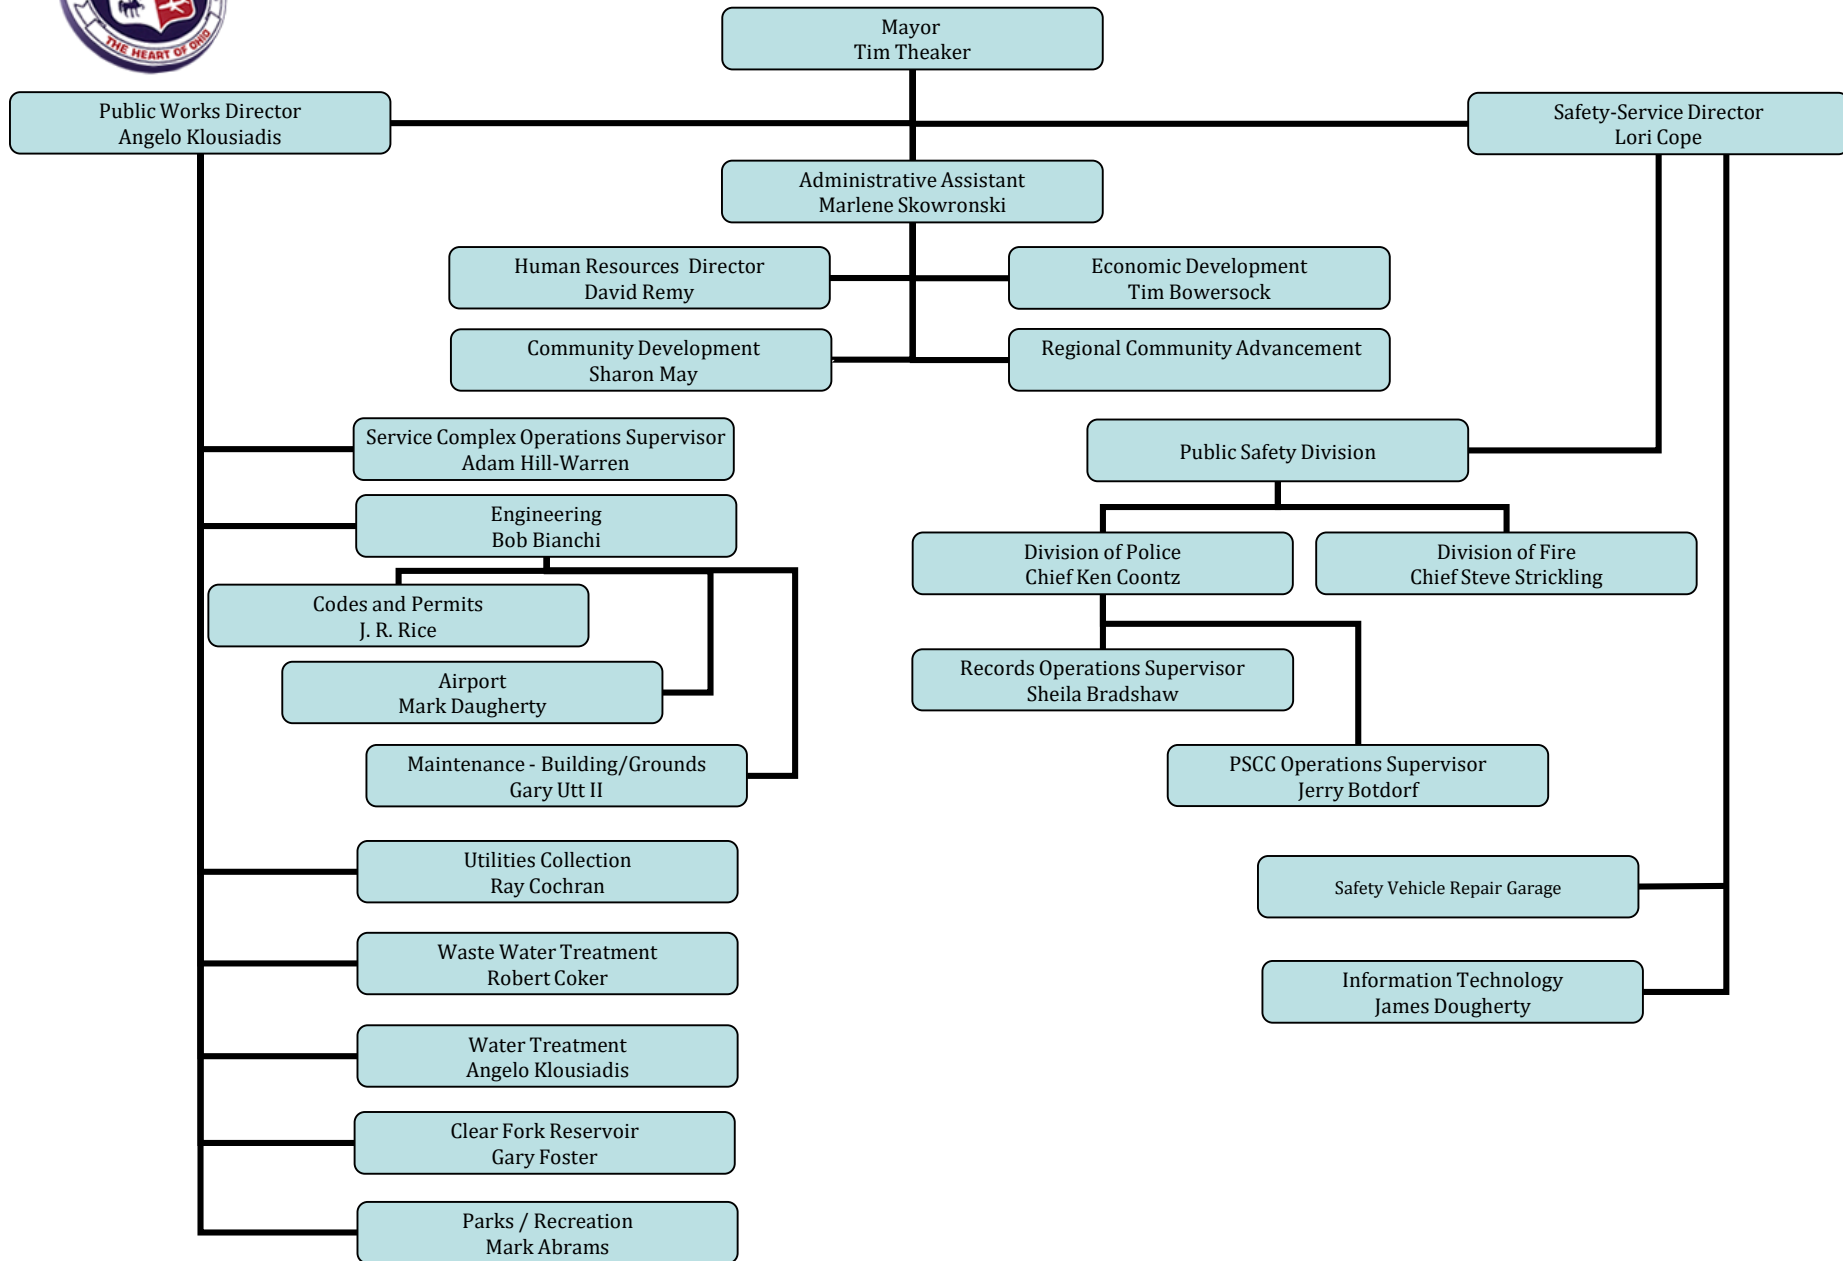 THE HEART OF OHIO
Mayor
Tim Theaker
Public Works Director
Angelo Klousiadis
Safety-Service Director
Lori Cope
Administrative Assistant
Marlene Skowronski
Human Resources Director
David Remy
Economic Development
Tim Bowersock
Community Development
Sharon May
Regional Community Advancement
Service Complex Operations Supervisor
Adam Hill-Warren
Public Safety Division
Engineering
Bob Bianchi
Division of Police
Chief Ken Coontz
Division of Fire
Chief Steve Strickling
Codes and Permits
J. R. Rice
Airport
Mark Daugherty
Records Operations Supervisor
Sheila Bradshaw
Maintenance - Building/Grounds
Gary Utt II
PSCC Operations Supervisor
Jerry Botdorf
Utilities Collection
Ray Cochran
Safety Vehicle Repair Garage
Waste Water Treatment
Robert Coker
Information Technology
James Dougherty
Water Treatment
Angelo Klousiadis
Clear Fork Reservoir
Gary Foster
Parks / Recreation
Mark Abrams